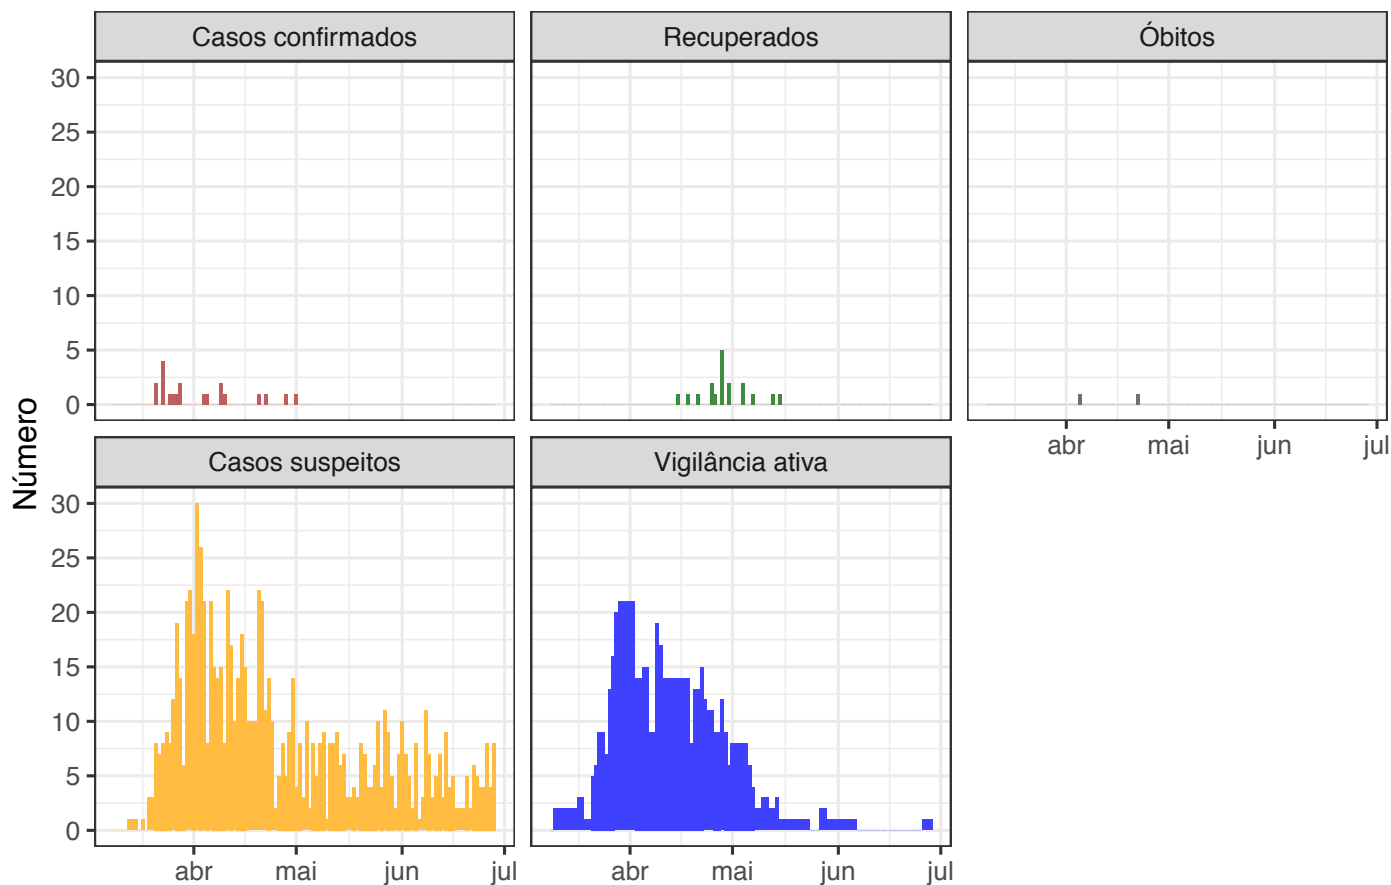 Casos confirmados
Recuperados
Óbitos
30
25
20
15
10
5
0
abr mai jun jul
Número
Casos suspeitos
Vigilância ativa
30
25
20
15
10
5
0
abr mai jun jul
abr mai jun jul